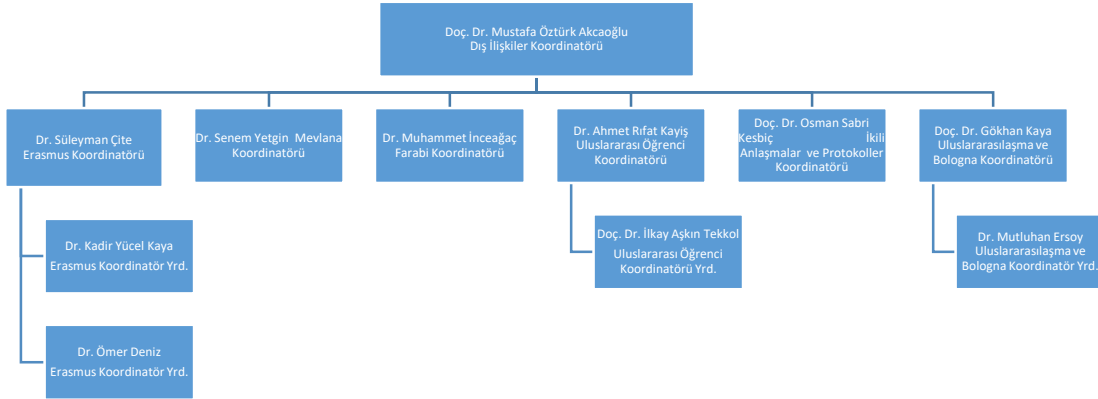 Doç. Dr. Mustafa Öztürk Akcaoğlu
Dış İlişkiler Koordinatörü
Dr. Süleyman Çite
Erasmus Koordinatörü
Dr. Senem Yetgin Mevlana
Koordinatörü
Dr. Muhammet İnceağaç
Farabi Koordinatörü
Dr. Ahmet Rıfat Kayiş
Uluslararası Öğrenci
Koordinatörü
Doç. Dr. Osman Sabri
Kesbiç İkili
Anlaşmalar ve Protokoller
Koordinatörü
Doç. Dr. Gökhan Kaya
Uluslararasılaşma ve
Bologna Koordinatörü
Dr. Kadir Yücel Kaya
Erasmus Koordinatör Yrd.
Doç. Dr. İlkay Aşkın Tekkol
Uluslararası Öğrenci
Koordinatörü Yrd.
Dr. Mutluhan Ersoy
Uluslararasılaşma ve
Bologna Koordinatör Yrd.
Dr. Ömer Deniz
Erasmus Koordinatör Yrd.